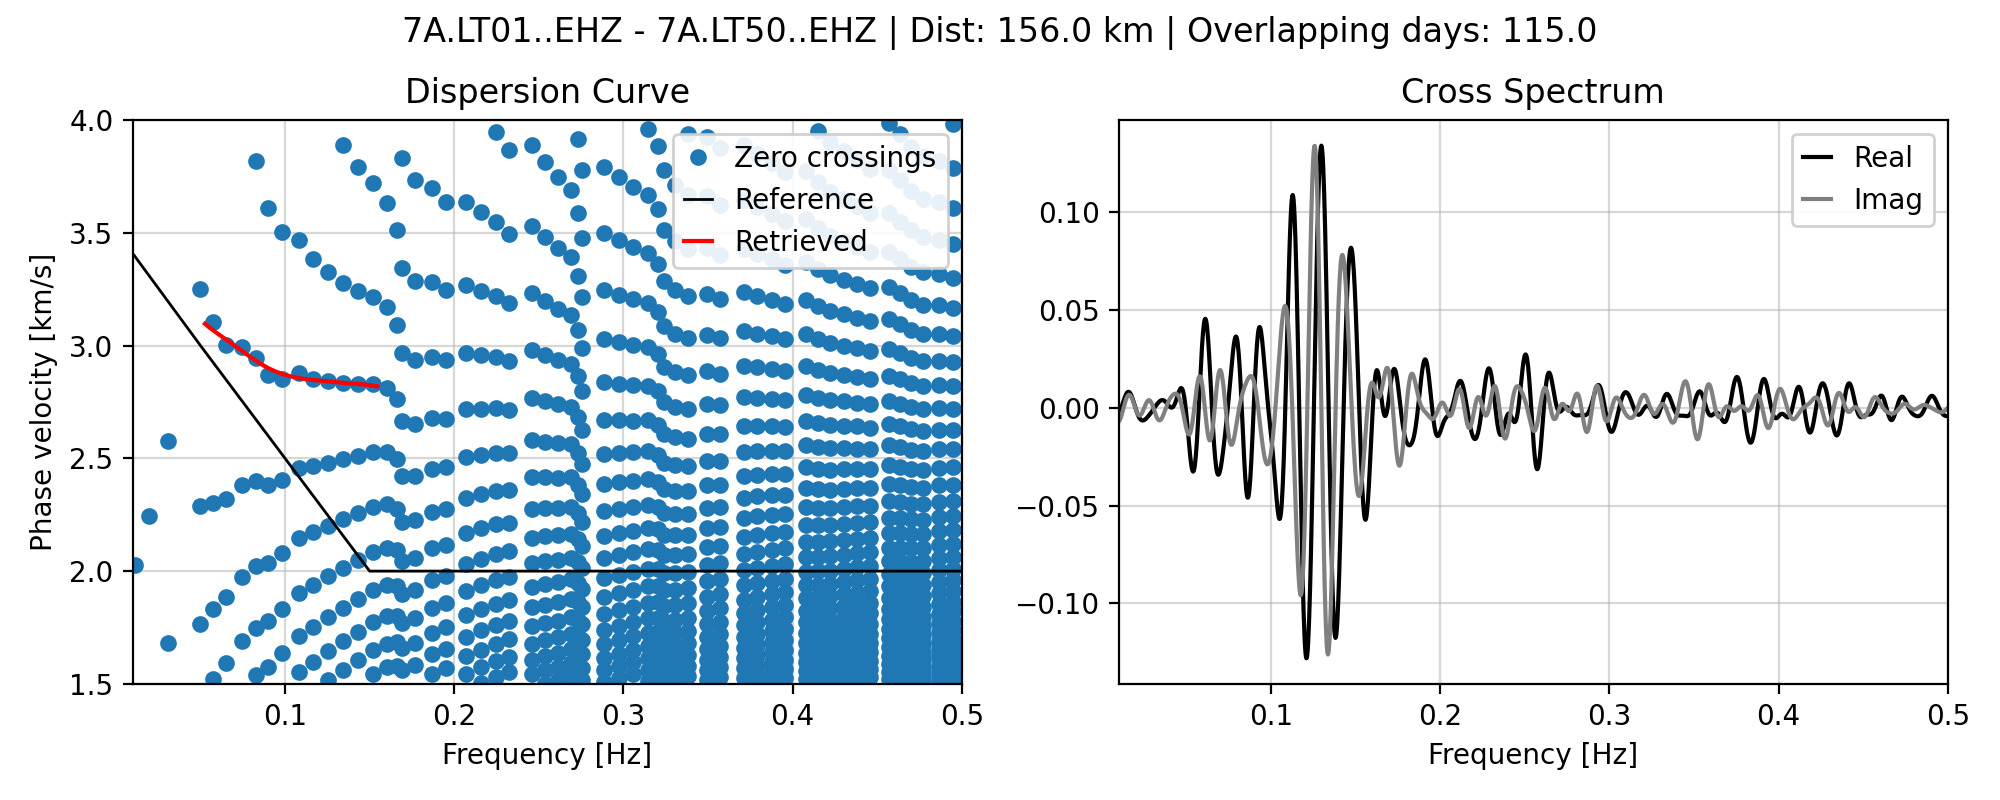 7A.LT01..EHZ - 7A.LT50..EHZ | Dist: 156.0 km | Overlapping days: 115.0
Dispersion Curve
Zero crossings
Reference
Retrieved
4.0
3.5
3.0
2.5
2.0
1.5
Phase velocity [km/s]
0.1 0.2 0.3 0.4 0.5
Frequency [Hz]
Cross Spectrum
Real
Imag
0.10
0.05
0.00
−0.05
−0.10
0.1 0.2 0.3 0.4 0.5
Frequency [Hz]